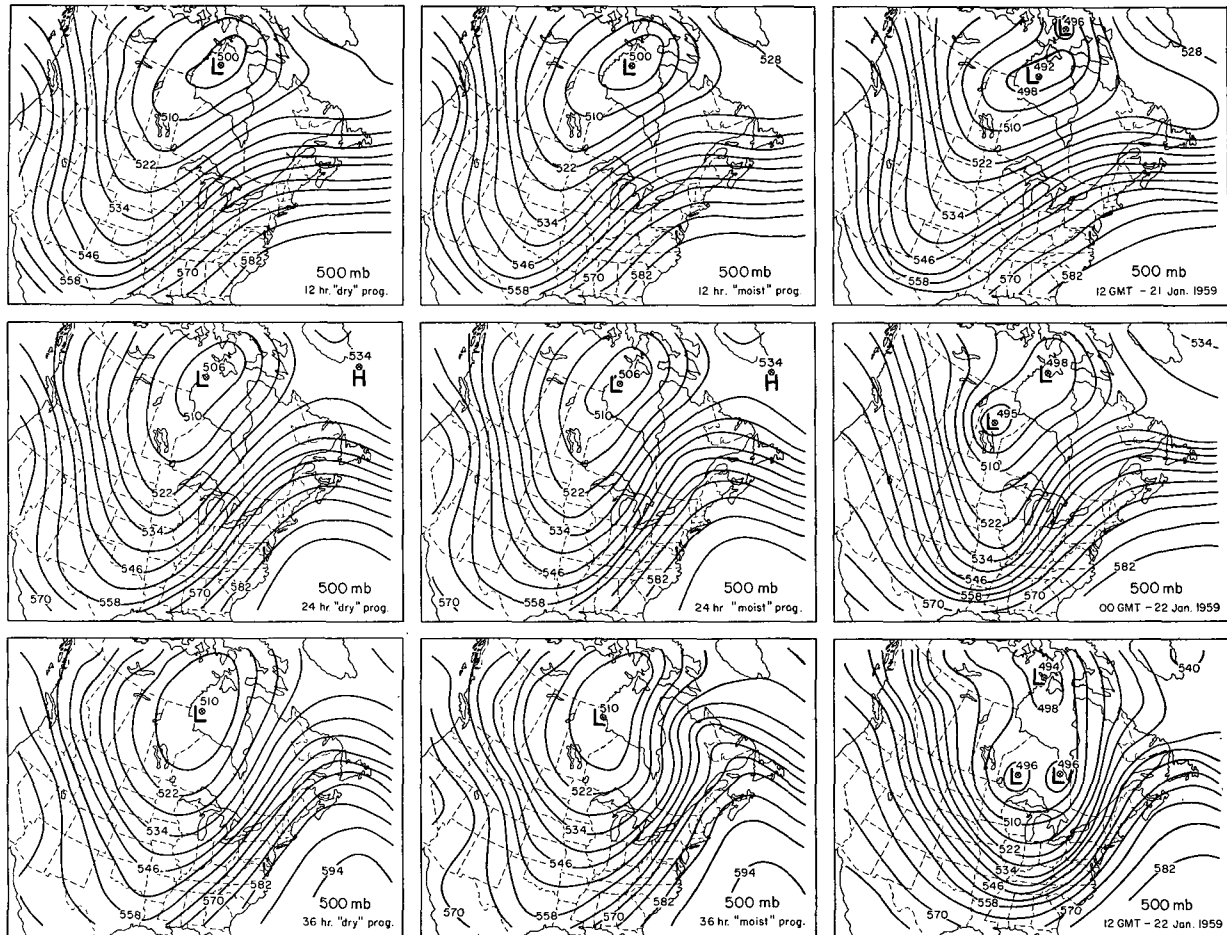 L 500
510
522
534
546
558
570
582
500 mb
12 hr. "dry" prog.
L 500
528
510
522
534
546
558
570
582
500 mb
12 hr. "moist" prog.
L 496
L 492
498
528
510
522
534
546
558
570
582
500 mb
12 GMT - 21 Jan. 1959
L 506
534
H
510
522
534
546
558
570
582
570
500 mb
24 hr. "dry" prog.
L 506
534
H
510
522
534
546
558
570
582
570
500 mb
24 hr. "moist" prog.
534
L 498
L 495
510
522
534
546
558
570
582
570
500 mb
00 GMT - 22 Jan. 1959
L 510
522
534
546
558
570
582
594
500 mb
36 hr. "dry" prog.
L 510
522
534
546
558
570
582
594
570
500 mb
36 hr. "moist" prog.
L 494
498
540
L 496
L 496
510
522
534
546
558
570
582
570
500 mb
12 GMT - 22 Jan. 1959